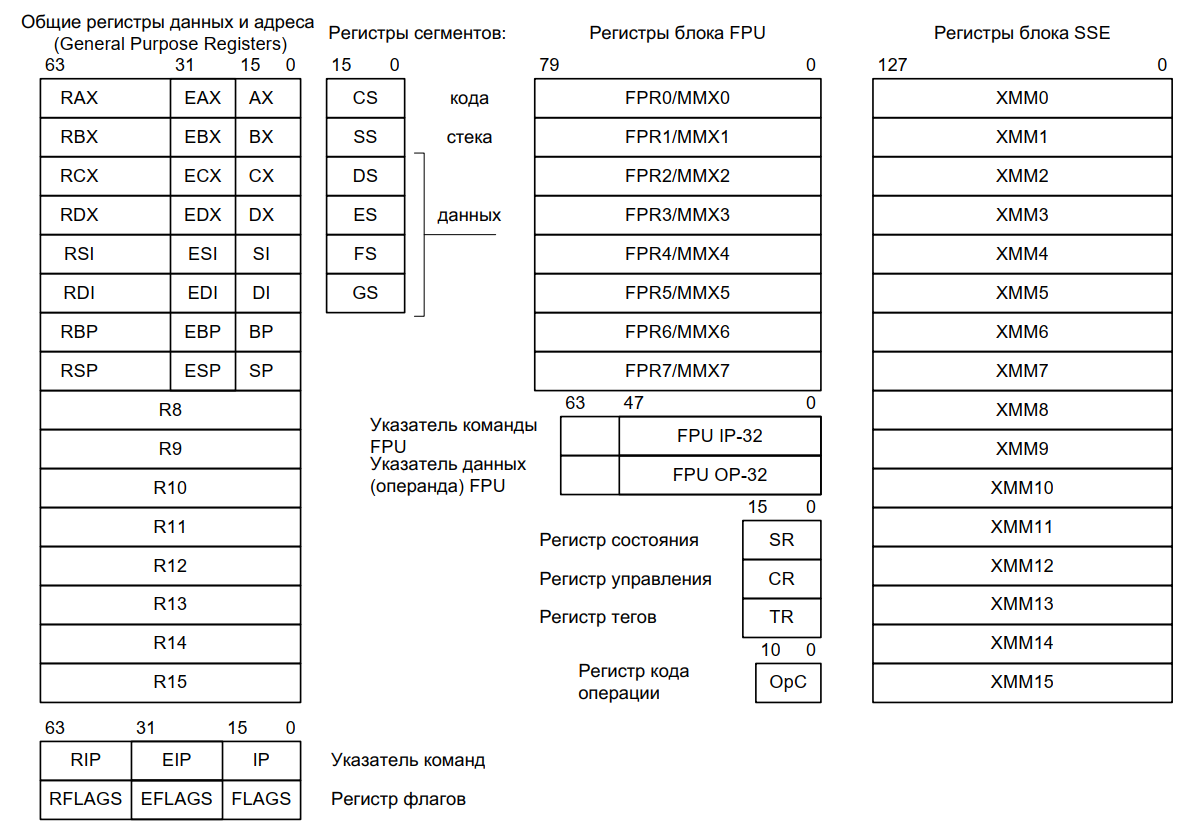 Общие регистры данных и адреса
(General Purpose Registers)
63 31 15 0
RAX EAX AX
RBX EBX BX
RCX ECX CX
RDX EDX DX
RSI ESI SI
RDI EDI DI
RBP EBP BP
RSP ESP SP
R8
R9
R10
R11
R12
R13
R14
R15
63 31 15 0
RIP EIP IP Указатель команд
RFLAGS EFLAGS FLAGS Регистр флагов
Регистры сегментов:
15 0
CS кода
SS стека
DS
ES данных
FS
GS
Регистры блока FPU
79 0
FPR0/MMX0
FPR1/MMX1
FPR2/MMX2
FPR3/MMX3
FPR4/MMX4
FPR5/MMX5
FPR6/MMX6
FPR7/MMX7
63 47 0
Указатель команды
FPU
FPU IP-32
Указатель данных
(операнда) FPU
FPU OP-32
15 0
Регистр состояния SR
Регистр управления CR
Регистр тегов TR
10 0
Регистр кода
операции
OpC
Регистры блока SSE
127 0
XMM0
XMM1
XMM2
XMM3
XMM4
XMM5
XMM6
XMM7
XMM8
XMM9
XMM10
XMM11
XMM12
XMM13
XMM14
XMM15